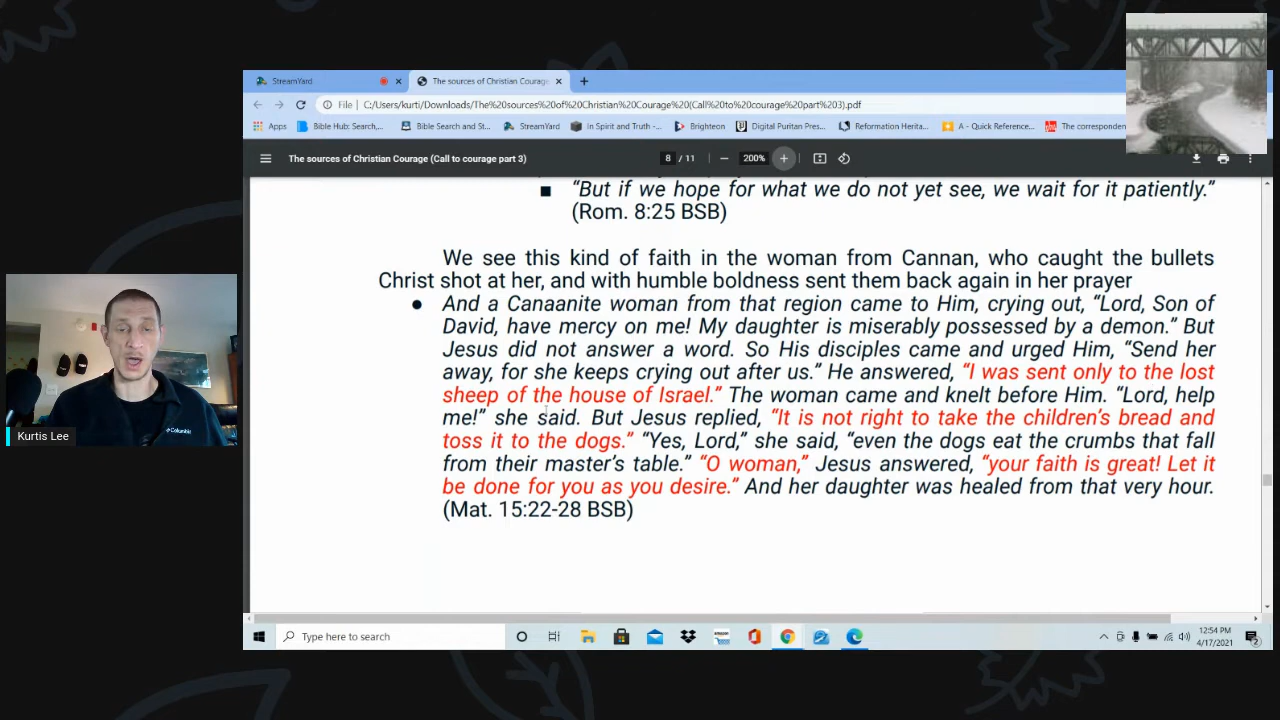 StreamYard
The sources of Christian Courage
File | C:/Users/kurti/Downloads/The%20sources%20of%20Christian%20Courage%20(Call%20to%20courage%20part%203).pdf
Apps Bible Hub: Search,... Bible Search and St... StreamYard In Spirit and Truth -... Brighteon Digital Puritan Pres... Reformation Herita... A - Quick Reference... The corresponden
The sources of Christian Courage (Call to courage part 3) 8 / 11 200%
“But if we hope for what we do not yet see, we wait for it patiently.”
(Rom. 8:25 BSB)
We see this kind of faith in the woman from Cannan, who caught the bullets
Christ shot at her, and with humble boldness sent them back again in her prayer
And a Canaanite woman from that region came to Him, crying out, “Lord, Son of
David, have mercy on me! My daughter is miserably possessed by a demon.” But
Jesus did not answer a word. So His disciples came and urged Him, “Send her
away, for she keeps crying out after us.” He answered, “I was sent only to the lost
sheep of the house of Israel.” The woman came and knelt before Him. “Lord, help
me!” she said. But Jesus replied, “It is not right to take the children’s bread and
toss it to the dogs.” “Yes, Lord,” she said, “even the dogs eat the crumbs that fall
from their master’s table.” “O woman,” Jesus answered, “your faith is great! Let it
be done for you as you desire.” And her daughter was healed from that very hour.
(Mat. 15:22-28 BSB)
Kurtis Lee
Columbia
Type here to search
amazon
12:54 PM
4/17/2021
2